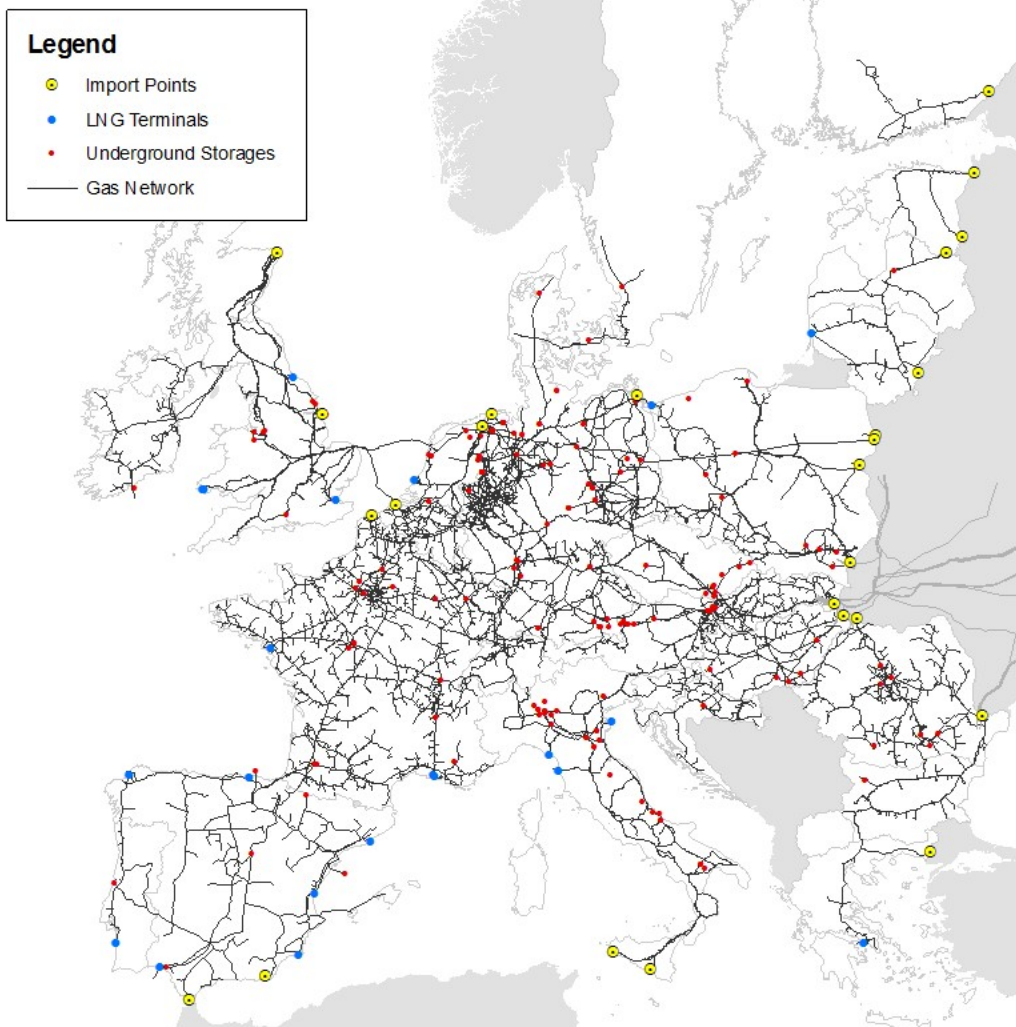 Legend
Import Points
LNG Terminals
Underground Storages
Gas Network